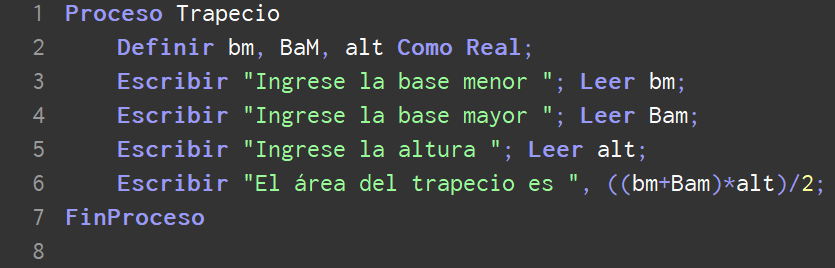 1 Proceso Trapecio
2 Definir bm, BaM, alt Como Real;
3 Escribir "Ingrese la base menor "; Leer bm;
4 Escribir "Ingrese la base mayor "; Leer Bam;
5 Escribir "Ingrese la altura "; Leer alt;
6 Escribir "El área del trapecio es ", ((bm+Bam)*alt)/2;
7 FinProceso
8